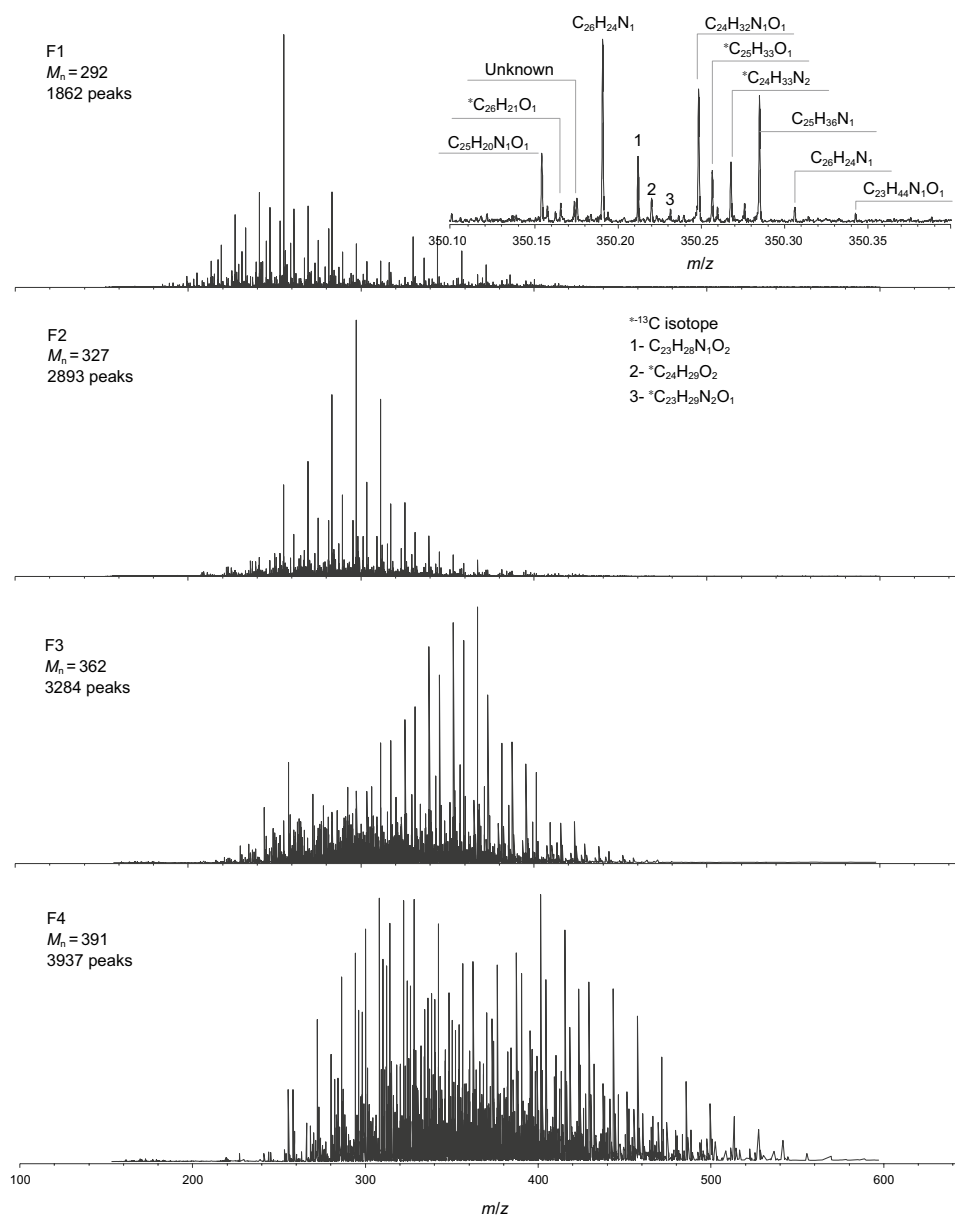 F1
Mₙ = 292
1862 peaks
C₂₆H₂₄N₁
Unknown
*C₂₆H₂₁O₁
C₂₅H₂₀N₁O₁
1
2
3
C₂₄H₃₂N₁O₁
*C₂₅H₃₃O₁
*C₂₄H₃₃N₂
C₂₅H₃₆N₁
C₂₆H₂₄N₁
C₂₃H₄₄N₁O₁
350.10 350.15 350.20 350.25 350.30 350.35
m/z
F2
Mₙ = 327
2893 peaks
*-¹³C isotope
1- C₂₃H₂₈N₁O₂
2- *C₂₄H₂₉O₂
3- *C₂₃H₂₉N₂O₁
F3
Mₙ = 362
3284 peaks
F4
Mₙ = 391
3937 peaks
100 200 300 400 500 600
m/z